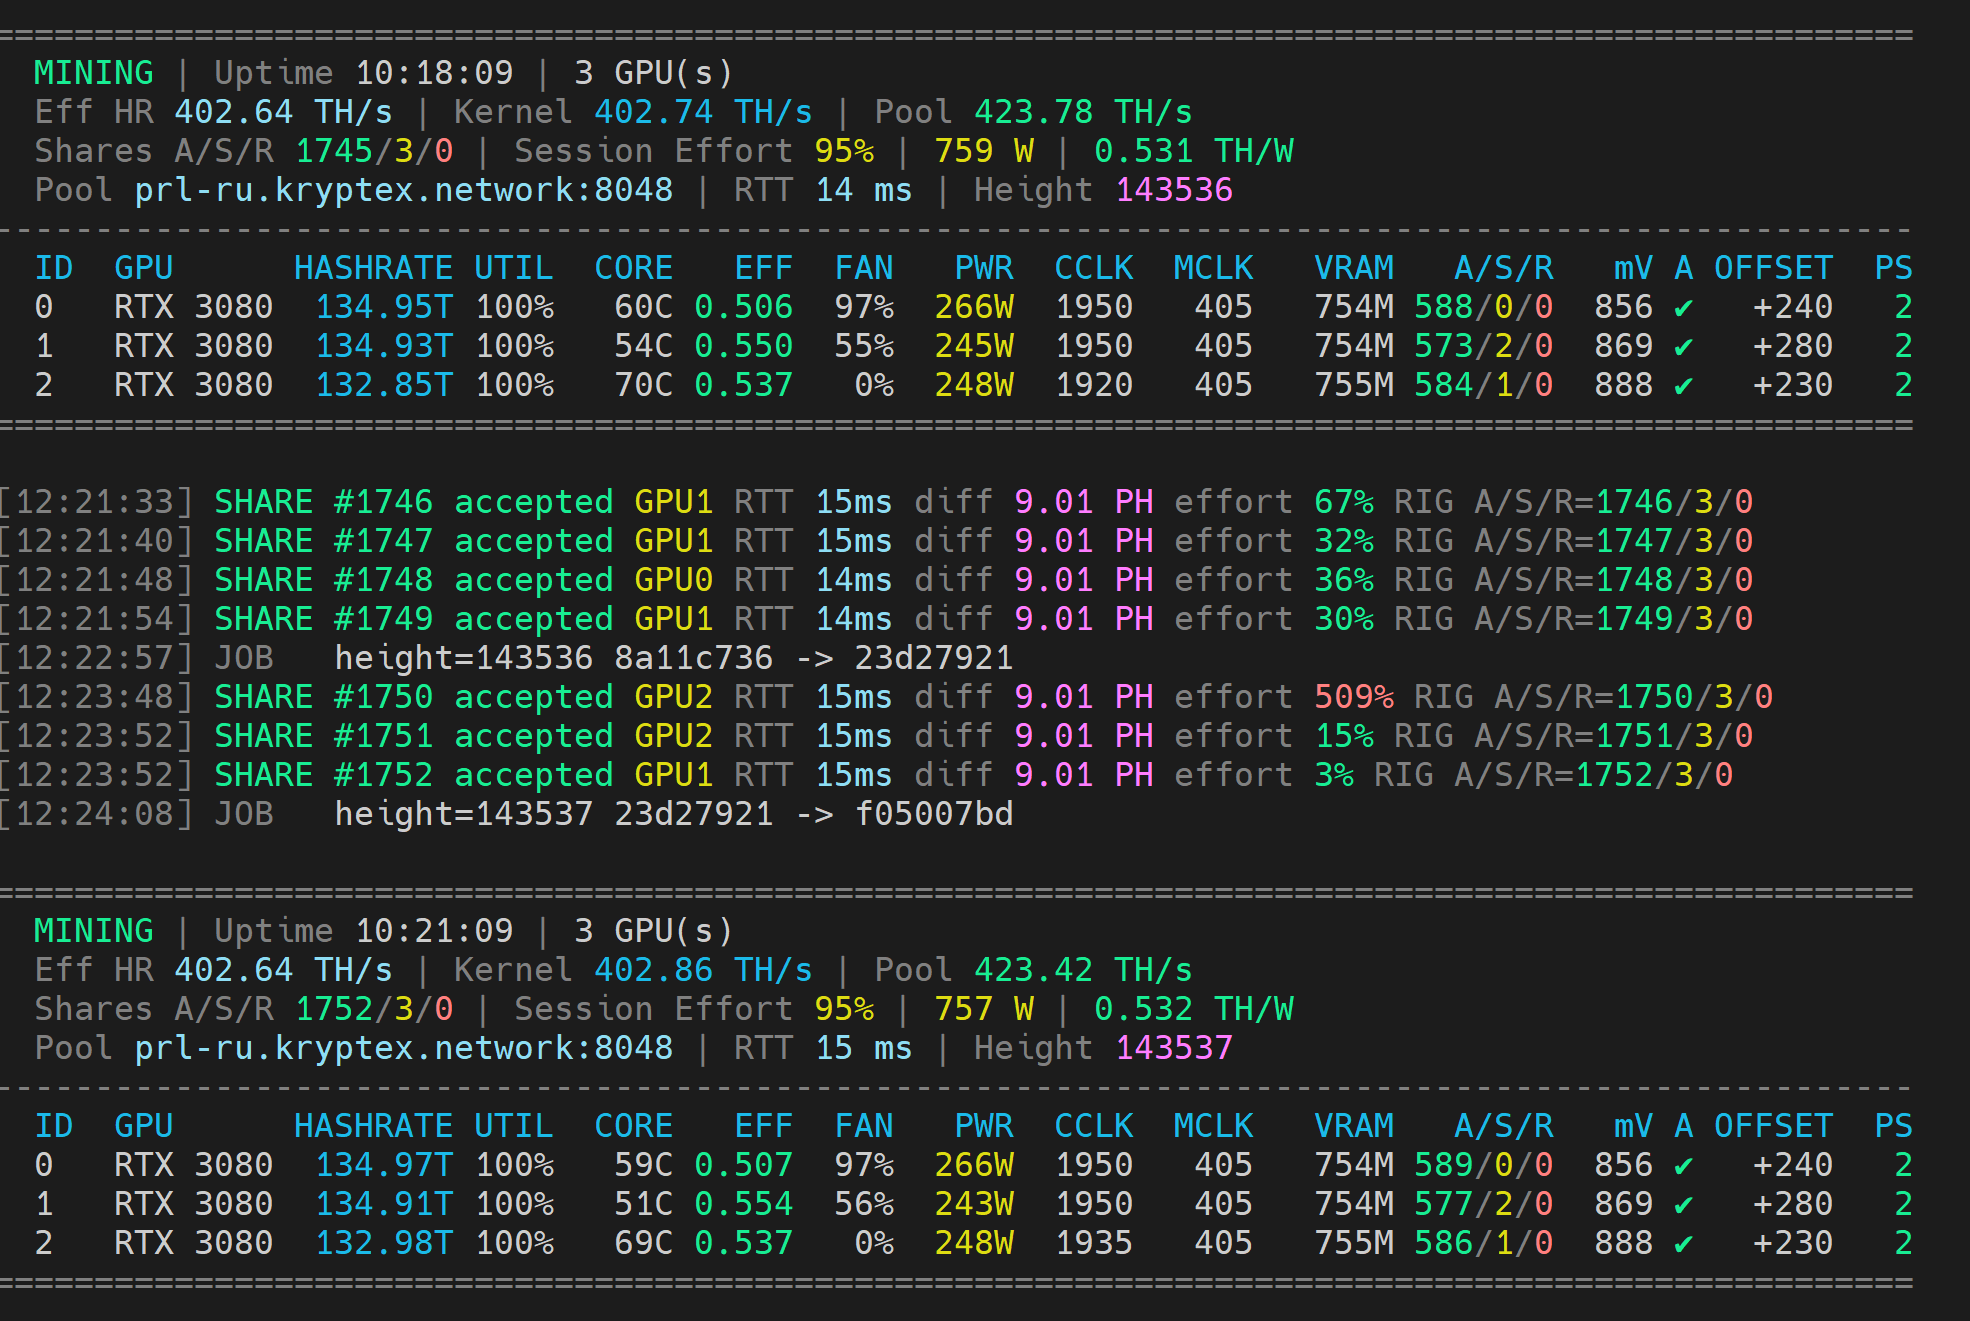 ================================================================================================
MINING | Uptime 10:18:09 | 3 GPU(s)
Eff HR 402.64 TH/s | Kernel 402.74 TH/s | Pool 423.78 TH/s
Shares A/S/R 1745/3/0 | Session Effort 95% | 759 W | 0.531 TH/W
Pool prl-ru.kryptex.network:8048 | RTT 14 ms | Height 143536
------------------------------------------------------------------------------------------------
ID GPU HASHRATE UTIL CORE EFF FAN PWR CCLK MCLK VRAM A/S/R mV A OFFSET PS
0 RTX 3080 134.95T 100% 60C 0.506 97% 266W 1950 405 754M 588/0/0 856 ✔ +240 2
1 RTX 3080 134.93T 100% 54C 0.550 55% 245W 1950 405 754M 573/2/0 869 ✔ +280 2
2 RTX 3080 132.85T 100% 70C 0.537 0% 248W 1920 405 755M 584/1/0 888 ✔ +230 2
================================================================================================
[12:21:33] SHARE #1746 accepted GPU1 RTT 15ms diff 9.01 PH effort 67% RIG A/S/R=1746/3/0
[12:21:40] SHARE #1747 accepted GPU1 RTT 15ms diff 9.01 PH effort 32% RIG A/S/R=1747/3/0
[12:21:48] SHARE #1748 accepted GPU0 RTT 14ms diff 9.01 PH effort 36% RIG A/S/R=1748/3/0
[12:21:54] SHARE #1749 accepted GPU1 RTT 14ms diff 9.01 PH effort 30% RIG A/S/R=1749/3/0
[12:22:57] JOB height=143536 8a11c736 -> 23d27921
[12:23:48] SHARE #1750 accepted GPU2 RTT 15ms diff 9.01 PH effort 509% RIG A/S/R=1750/3/0
[12:23:52] SHARE #1751 accepted GPU2 RTT 15ms diff 9.01 PH effort 15% RIG A/S/R=1751/3/0
[12:23:52] SHARE #1752 accepted GPU1 RTT 15ms diff 9.01 PH effort 3% RIG A/S/R=1752/3/0
[12:24:08] JOB height=143537 23d27921 -> f05007bd
================================================================================================
MINING | Uptime 10:21:09 | 3 GPU(s)
Eff HR 402.64 TH/s | Kernel 402.86 TH/s | Pool 423.42 TH/s
Shares A/S/R 1752/3/0 | Session Effort 95% | 757 W | 0.532 TH/W
Pool prl-ru.kryptex.network:8048 | RTT 15 ms | Height 143537
------------------------------------------------------------------------------------------------
ID GPU HASHRATE UTIL CORE EFF FAN PWR CCLK MCLK VRAM A/S/R mV A OFFSET PS
0 RTX 3080 134.97T 100% 59C 0.507 97% 266W 1950 405 754M 589/0/0 856 ✔ +240 2
1 RTX 3080 134.91T 100% 51C 0.554 56% 243W 1950 405 754M 577/2/0 869 ✔ +280 2
2 RTX 3080 132.98T 100% 69C 0.537 0% 248W 1935 405 755M 586/1/0 888 ✔ +230 2
================================================================================================